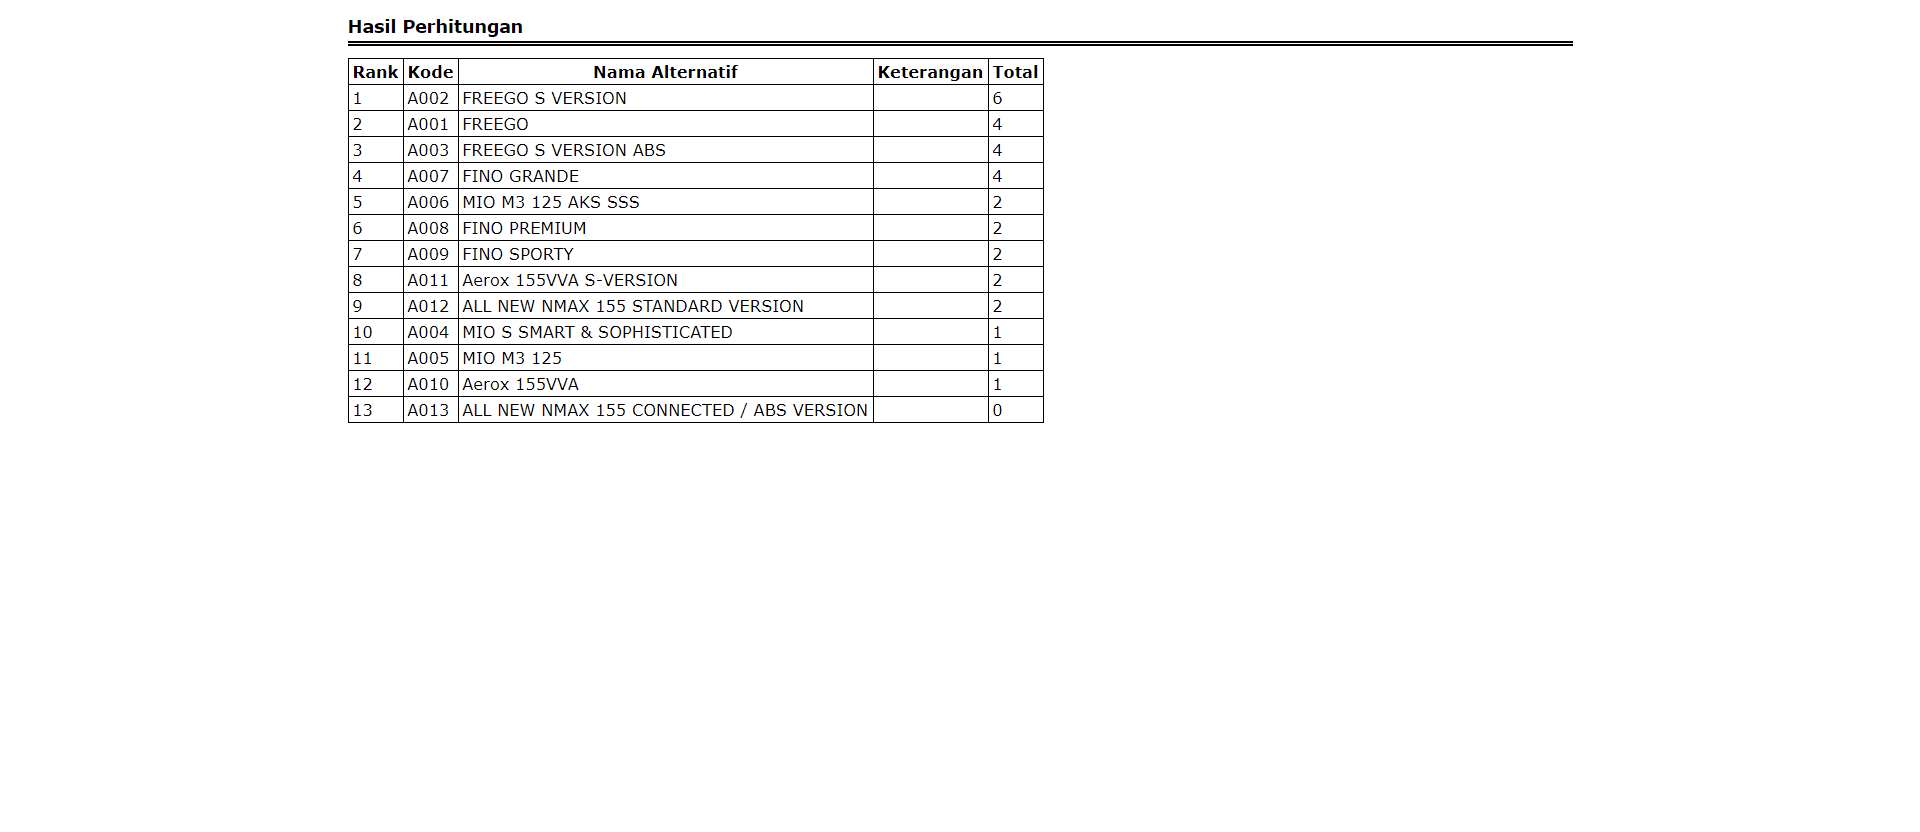 Hasil Perhitungan
Rank Kode Nama Alternatif Keterangan Total
1 A002 FREEGO S VERSION 6
2 A001 FREEGO 4
3 A003 FREEGO S VERSION ABS 4
4 A007 FINO GRANDE 4
5 A006 MIO M3 125 AKS SSS 2
6 A008 FINO PREMIUM 2
7 A009 FINO SPORTY 2
8 A011 Aerox 155VVA S-VERSION 2
9 A012 ALL NEW NMAX 155 STANDARD VERSION 2
10 A004 MIO S SMART & SOPHISTICATED 1
11 A005 MIO M3 125 1
12 A010 Aerox 155VVA 1
13 A013 ALL NEW NMAX 155 CONNECTED / ABS VERSION 0